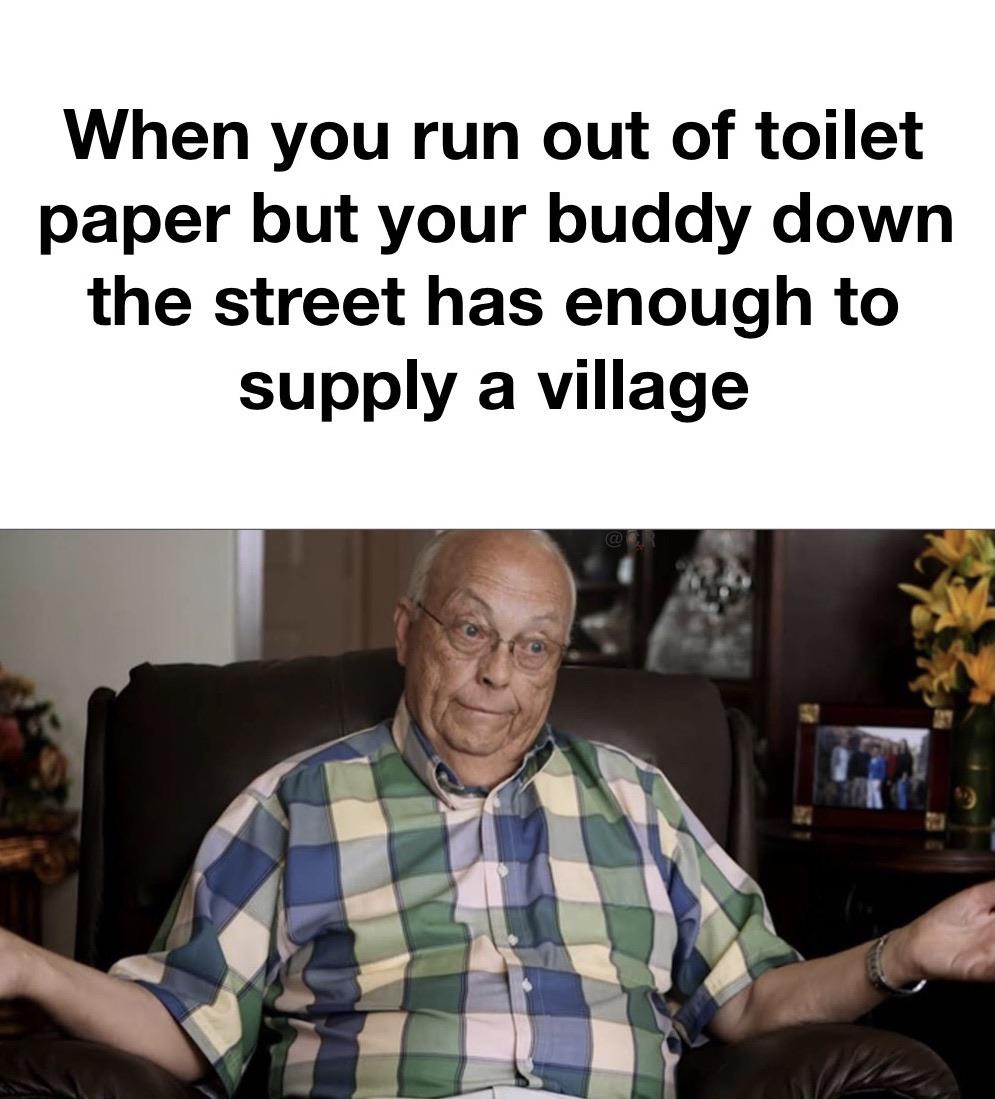 When you run out of toilet
paper but your buddy down
the street has enough to
supply a village